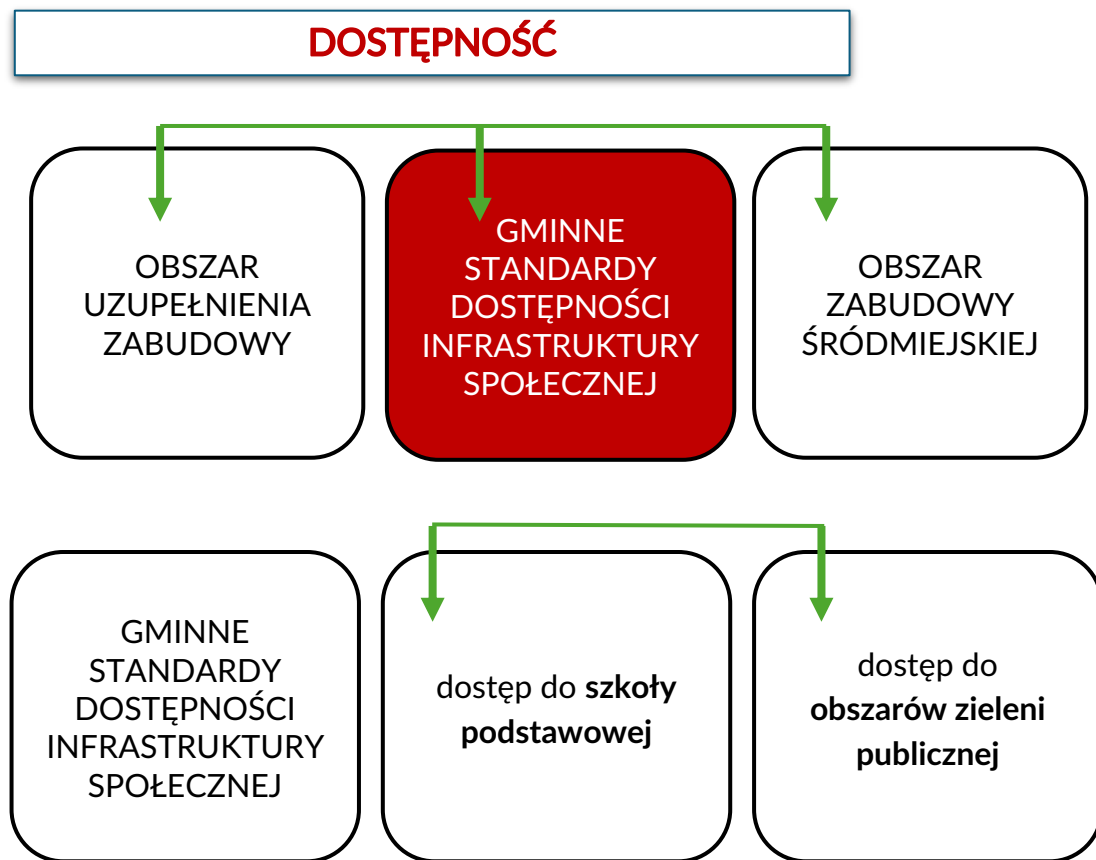 DOSTĘPNOŚĆ
OBSZAR
UZUPEŁNIENIA
ZABUDOWY
GMINNE
STANDARDY
DOSTĘPNOŚCI
INFRASTRUKTURY
SPOŁECZNEJ
OBSZAR
ZABUDOWY
ŚRÓDMIEJSKIEJ
GMINNE
STANDARDY
DOSTĘPNOŚCI
INFRASTRUKTURY
SPOŁECZNEJ
dostęp do szkoły
podstawowej
dostęp do
obszarów zieleni
publicznej